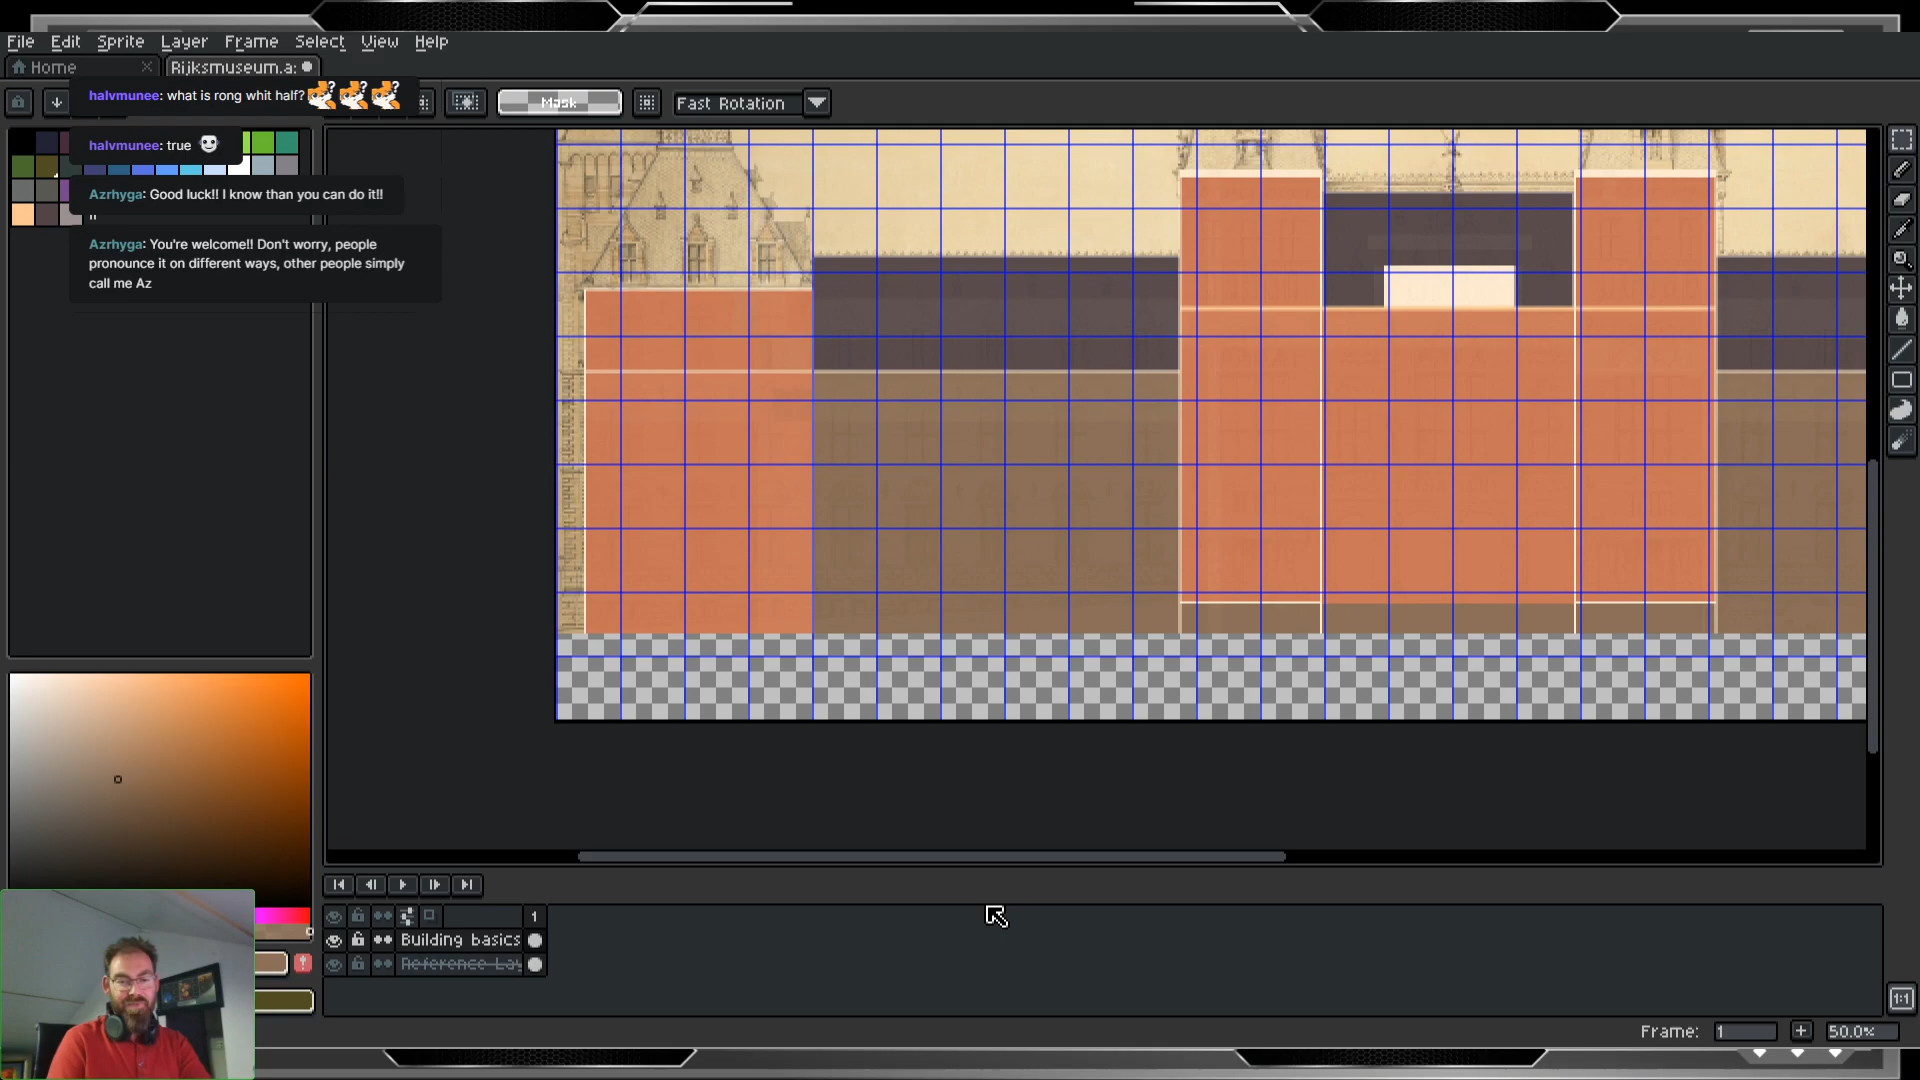 File Edit Sprite Layer Frame Select View Help
Home
Rijksmuseum.a:
halvmunee: what is rong whit half?
Mask
Fast Rotation
halvmunee: true
Azrhyga: Good luck!! I know than you can do it!!
Azrhyga: You're welcome!! Don't worry, people
pronounce it on different ways, other people simply
call me Az
1
Building basics
Reference Lay
1:1
Frame: 1 + 50.0%